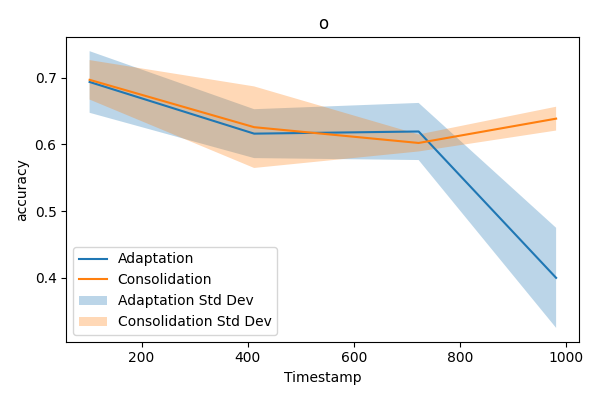 o
accuracy
0.7
0.6
0.5
0.4
Adaptation
Consolidation
Adaptation Std Dev
Consolidation Std Dev
200
400
600
800
1000
Timestamp